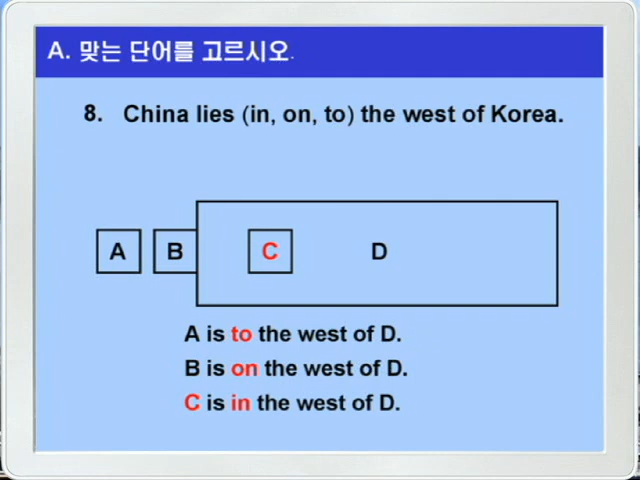 A. 맞는 단어를 고르시오.
8. China lies (in, on, to) the west of Korea.
A B C D
A is to the west of D.
B is on the west of D.
C is in the west of D.